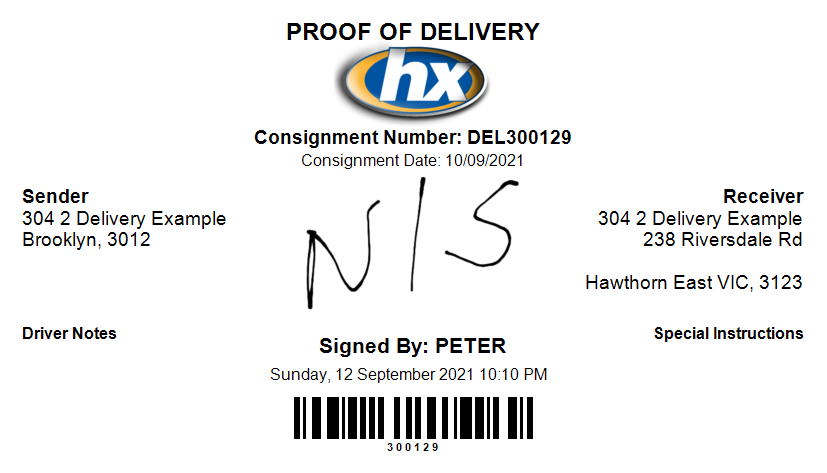 PROOF OF DELIVERY
hx
Consignment Number: DEL300129
Consignment Date: 10/09/2021
Sender
304 2 Delivery Example
Brooklyn, 3012
N/S
Receiver
304 2 Delivery Example
238 Riversdale Rd
Hawthorn East VIC, 3123
Driver Notes
Signed By: PETER
Special Instructions
Sunday, 12 September 2021 10:10 PM
300129